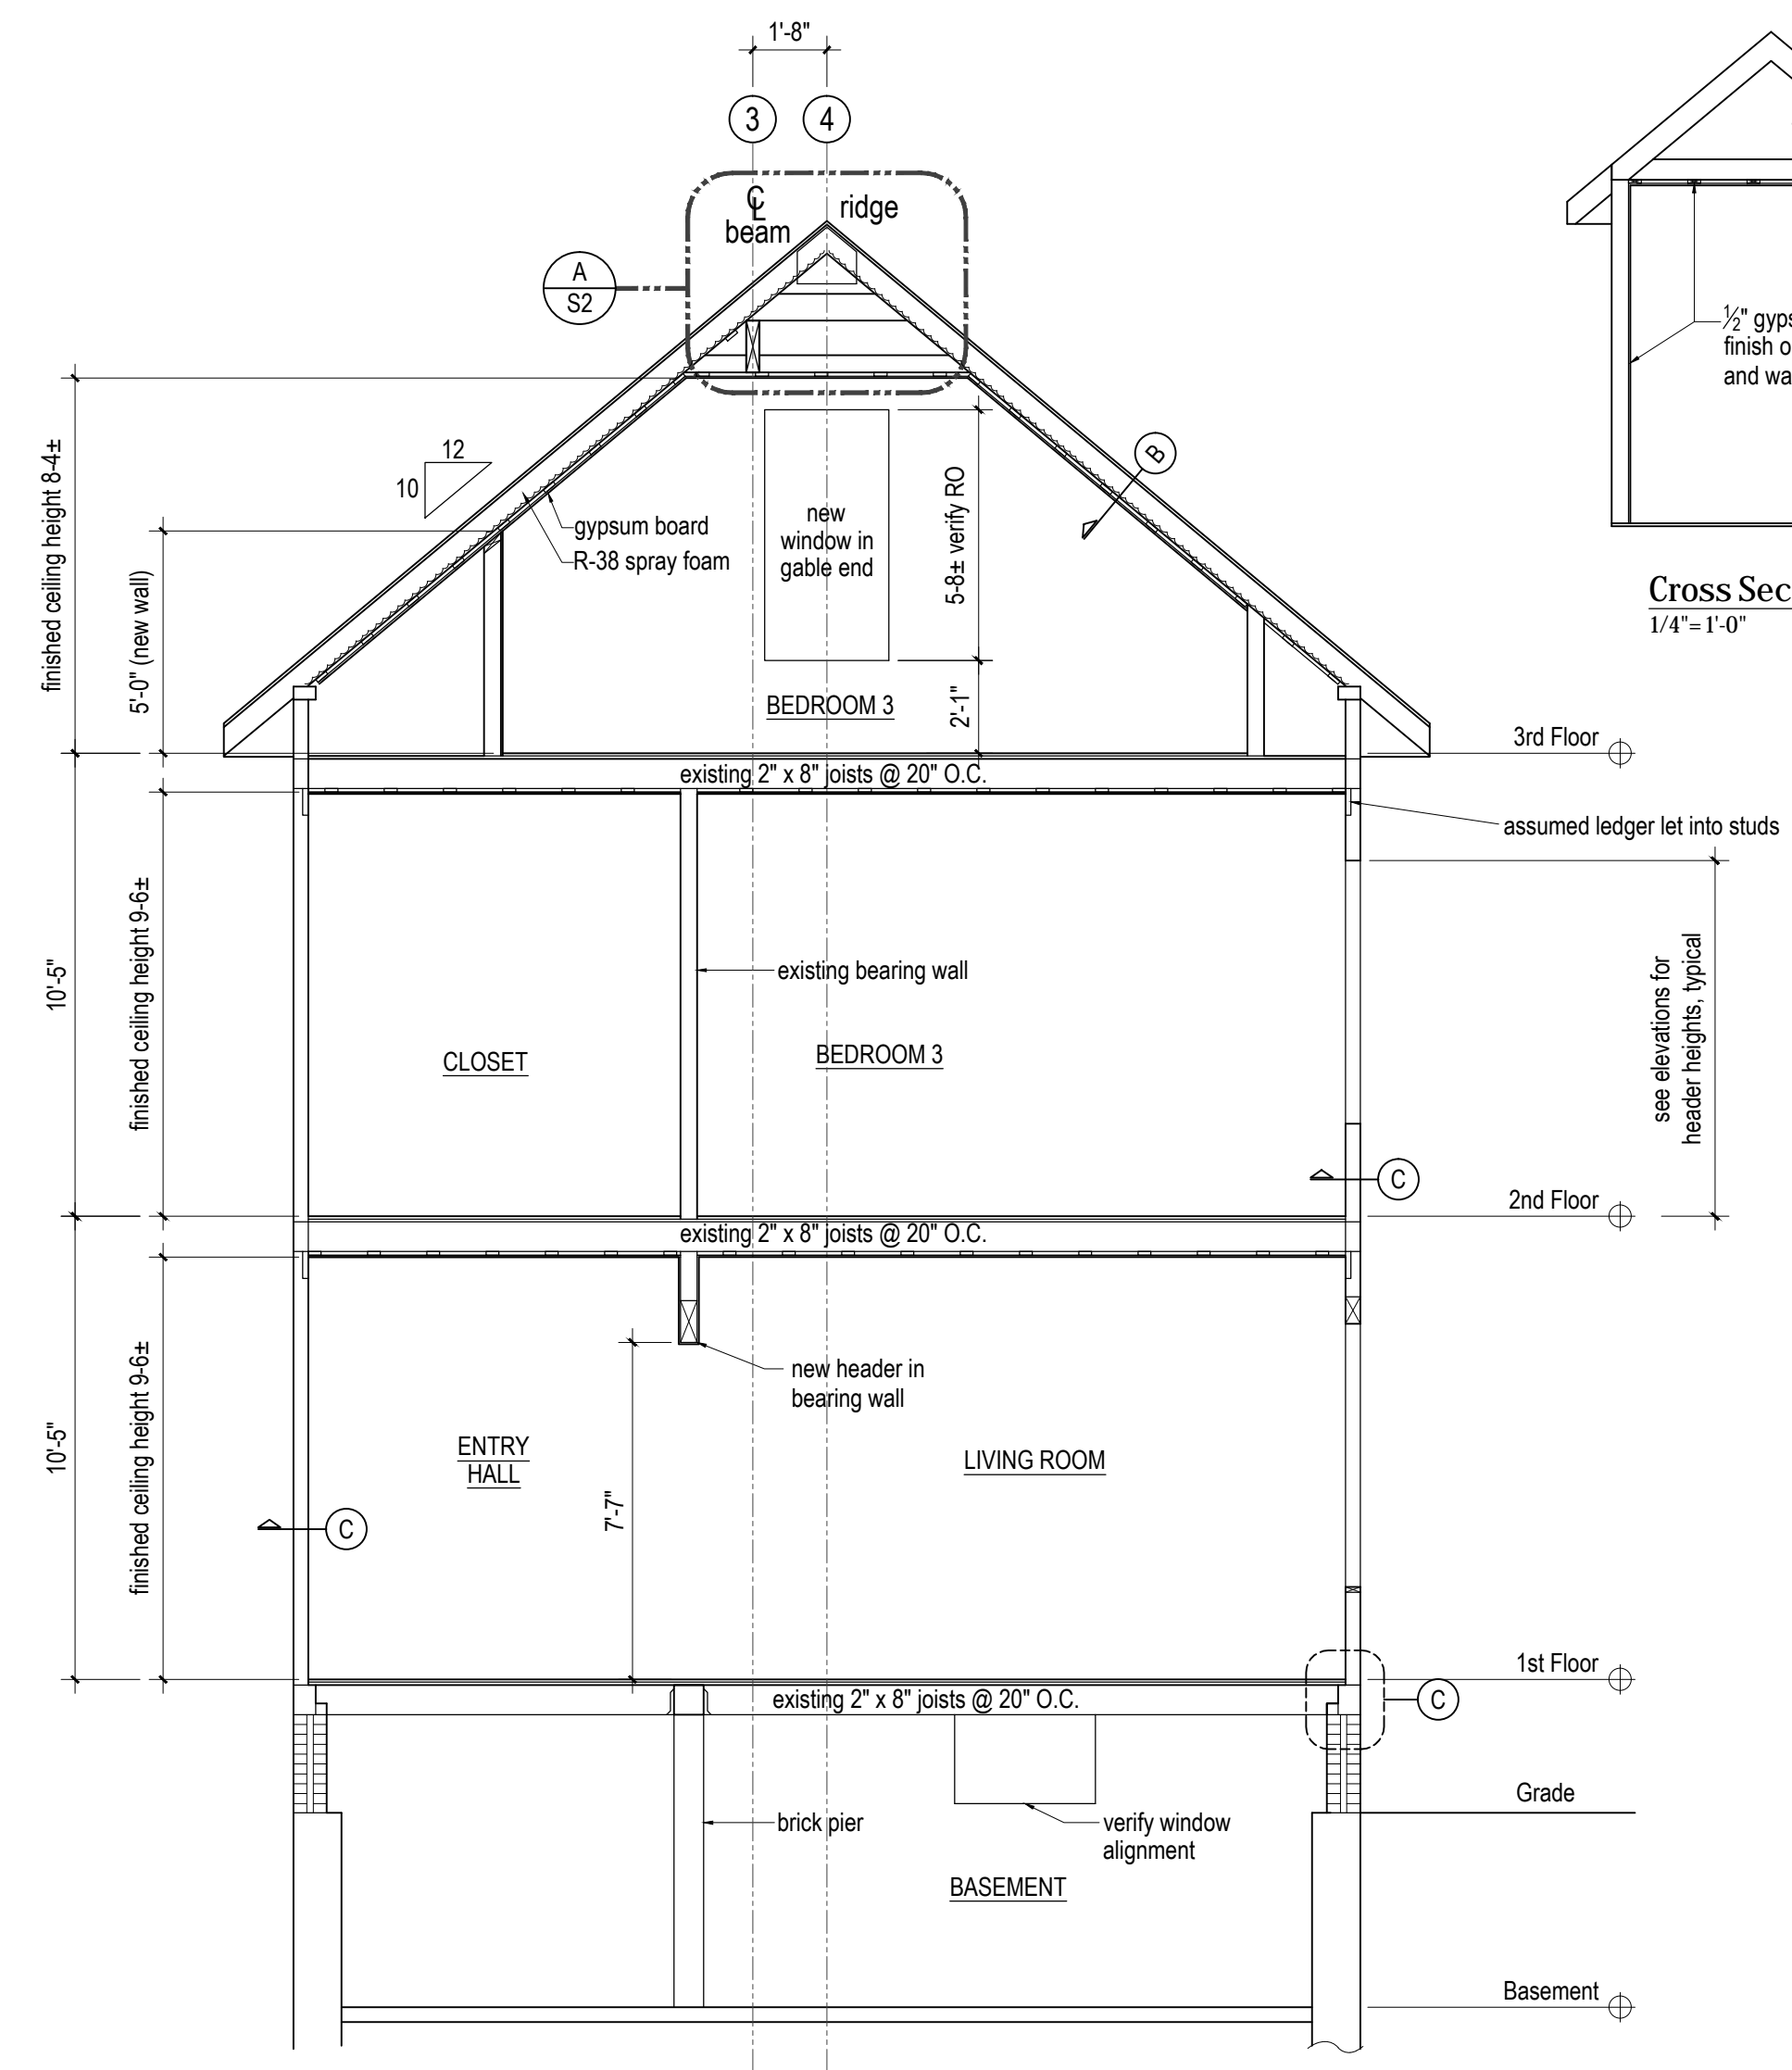 1'-8"
3
4
℄
beam
ridge
A
S2
12
10
gypsum board
R-38 spray foam
new
window in
gable end
5-8± verify RO
2'-1"
B
BEDROOM 3
finished ceiling height 8-4±
5'-0" (new wall)
½" gyps
finish o
and wa
Cross Sec
1/4"=1'-0"
3rd Floor
existing 2" x 8" joists @ 20" O.C.
assumed ledger let into studs
10'-5"
finished ceiling height 9-6±
existing bearing wall
CLOSET
BEDROOM 3
see elevations for
header heights, typical
C
2nd Floor
existing 2" x 8" joists @ 20" O.C.
10'-5"
finished ceiling height 9-6±
new header in
bearing wall
ENTRY
HALL
LIVING ROOM
7'-7"
C
1st Floor
existing 2" x 8" joists @ 20" O.C.
C
Grade
brick pier
verify window
alignment
BASEMENT
Basement